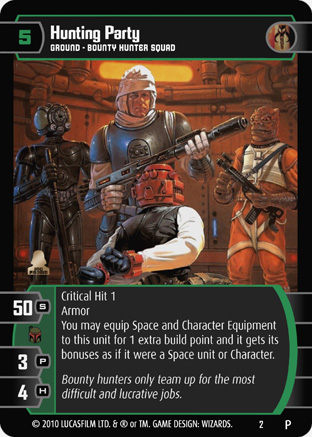 5 Hunting Party
GROUND - BOUNTY HUNTER SQUAD
50 S
3 P
4 H
Critical Hit 1
Armor
You may equip Space and Character Equipment
to this unit for 1 extra build point and it gets its
bonuses as if it were a Space unit or Character.
Bounty hunters only team up for the most
difficult and lucrative jobs.
© 2010 LUCASFILM LTD. & ® or TM. GAME DESIGN: WIZARDS. 2 P